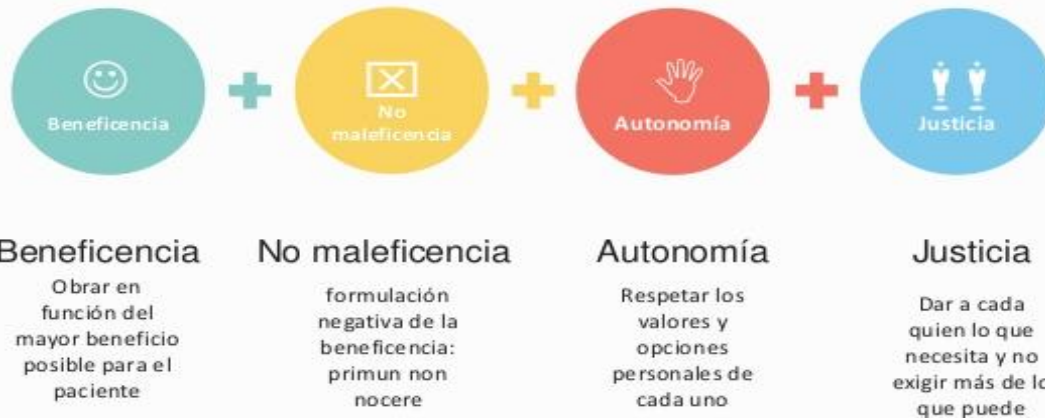 Beneficencia
No
maleficencia
Autonomía
Justicia
Beneficencia
Obrar en
función del
mayor beneficio
posible para el
paciente
No maleficencia
formulación
negativa de la
beneficencia:
primun non
nocere
Autonomía
Respetar los
valores y
opciones
personales de
cada uno
Justicia
Dar a cada
quien lo que
necesita y no
exigir más de lo
que puede